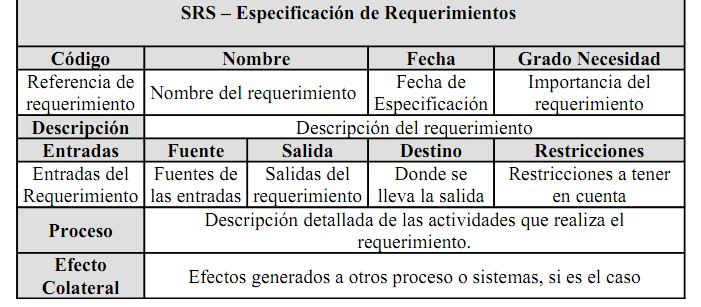 SRS – Especificación de Requerimientos
Código Nombre Fecha Grado Necesidad
Referencia de requerimiento Nombre del requerimiento Fecha de Especificación Importancia del requerimiento
Descripción Descripción del requerimiento
Entradas Fuente Salida Destino Restricciones
Entradas del Requerimiento Fuentes de las entradas Salidas del requerimiento Donde se lleva la salida Restricciones a tener en cuenta
Proceso Descripción detallada de las actividades que realiza el requerimiento.
Efecto Colateral Efectos generados a otros proceso o sistemas, si es el caso